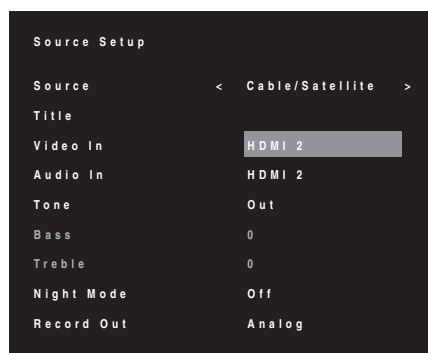 Source Setup
Source < Cable/Satellite >
Title
Video In HDMI 2
Audio In HDMI 2
Tone Out
Bass 0
Treble 0
Night Mode Off
Record Out Analog